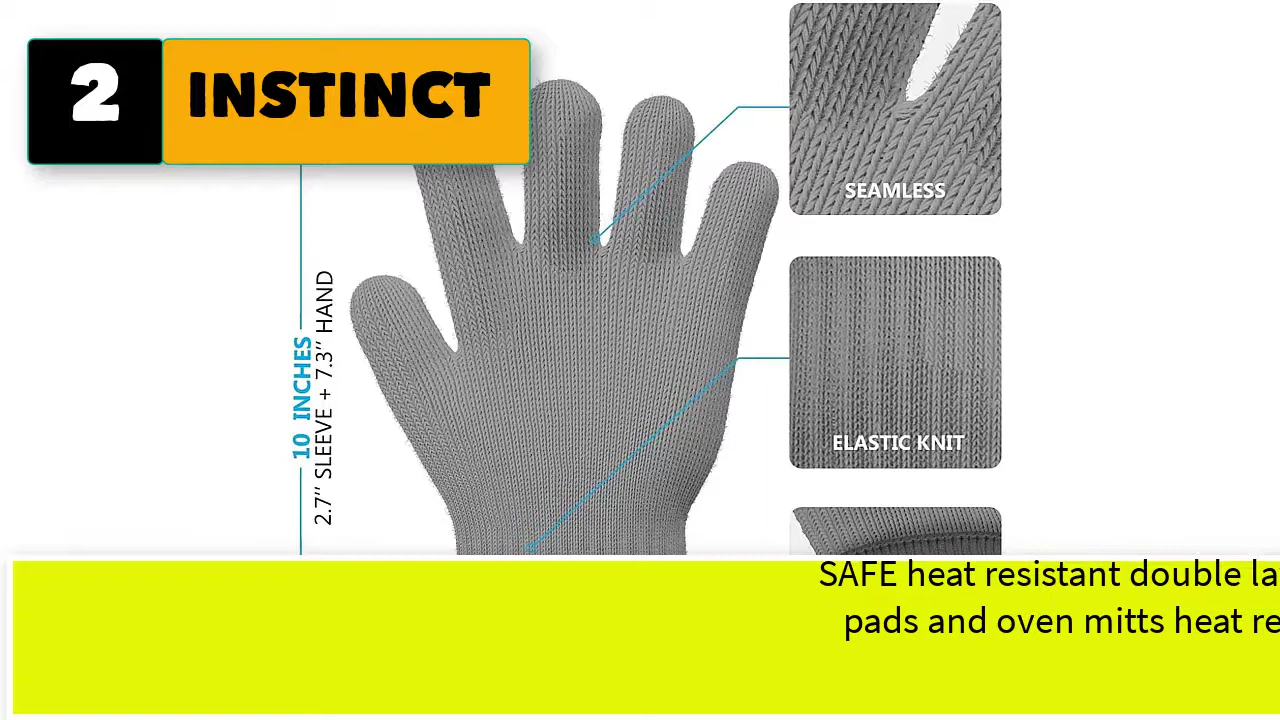 2 INSTINCT
SEAMLESS
10 INCHES
2.7” SLEEVE + 7.3” HAND
ELASTIC KNIT
SAFE heat resistant double la
pads and oven mitts heat re